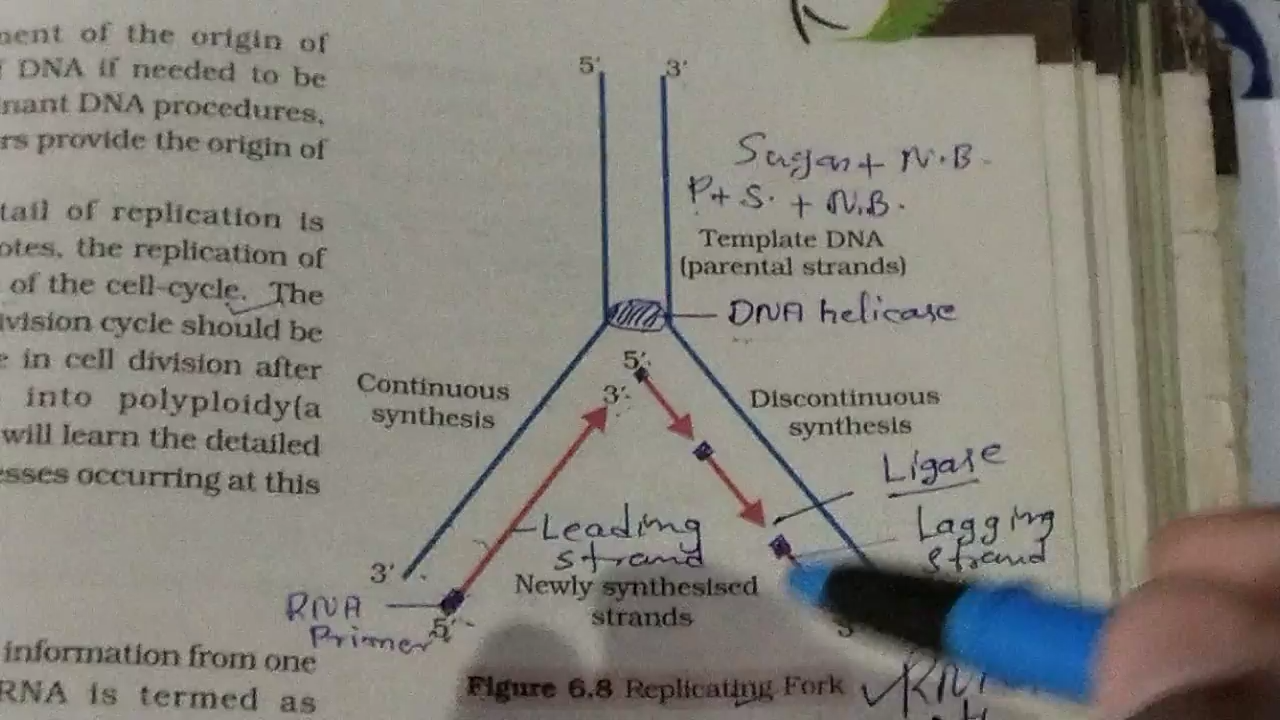 nent of the origin of
f DNA if needed to be
nant DNA procedures,
rs provide the origin of
tail of replication is
otes, the replication of
of the cell-cycle. The
ivision cycle should be
e in cell division after
into polyploidy(a
will learn the detailed
esses occurring at this
information from one
RNA is termed as
5' 3'
Sugar + N.B.
P + S. + N.B.
Template DNA
(parental strands)
DNA helicase
5'
3'
Continuous
synthesis
Discontinuous
synthesis
Ligase
Lagging
strand
Leading
strand
3'
Newly synthesised
strands
RNA
Primer
5'
Figure 6.8 Replicating Fork